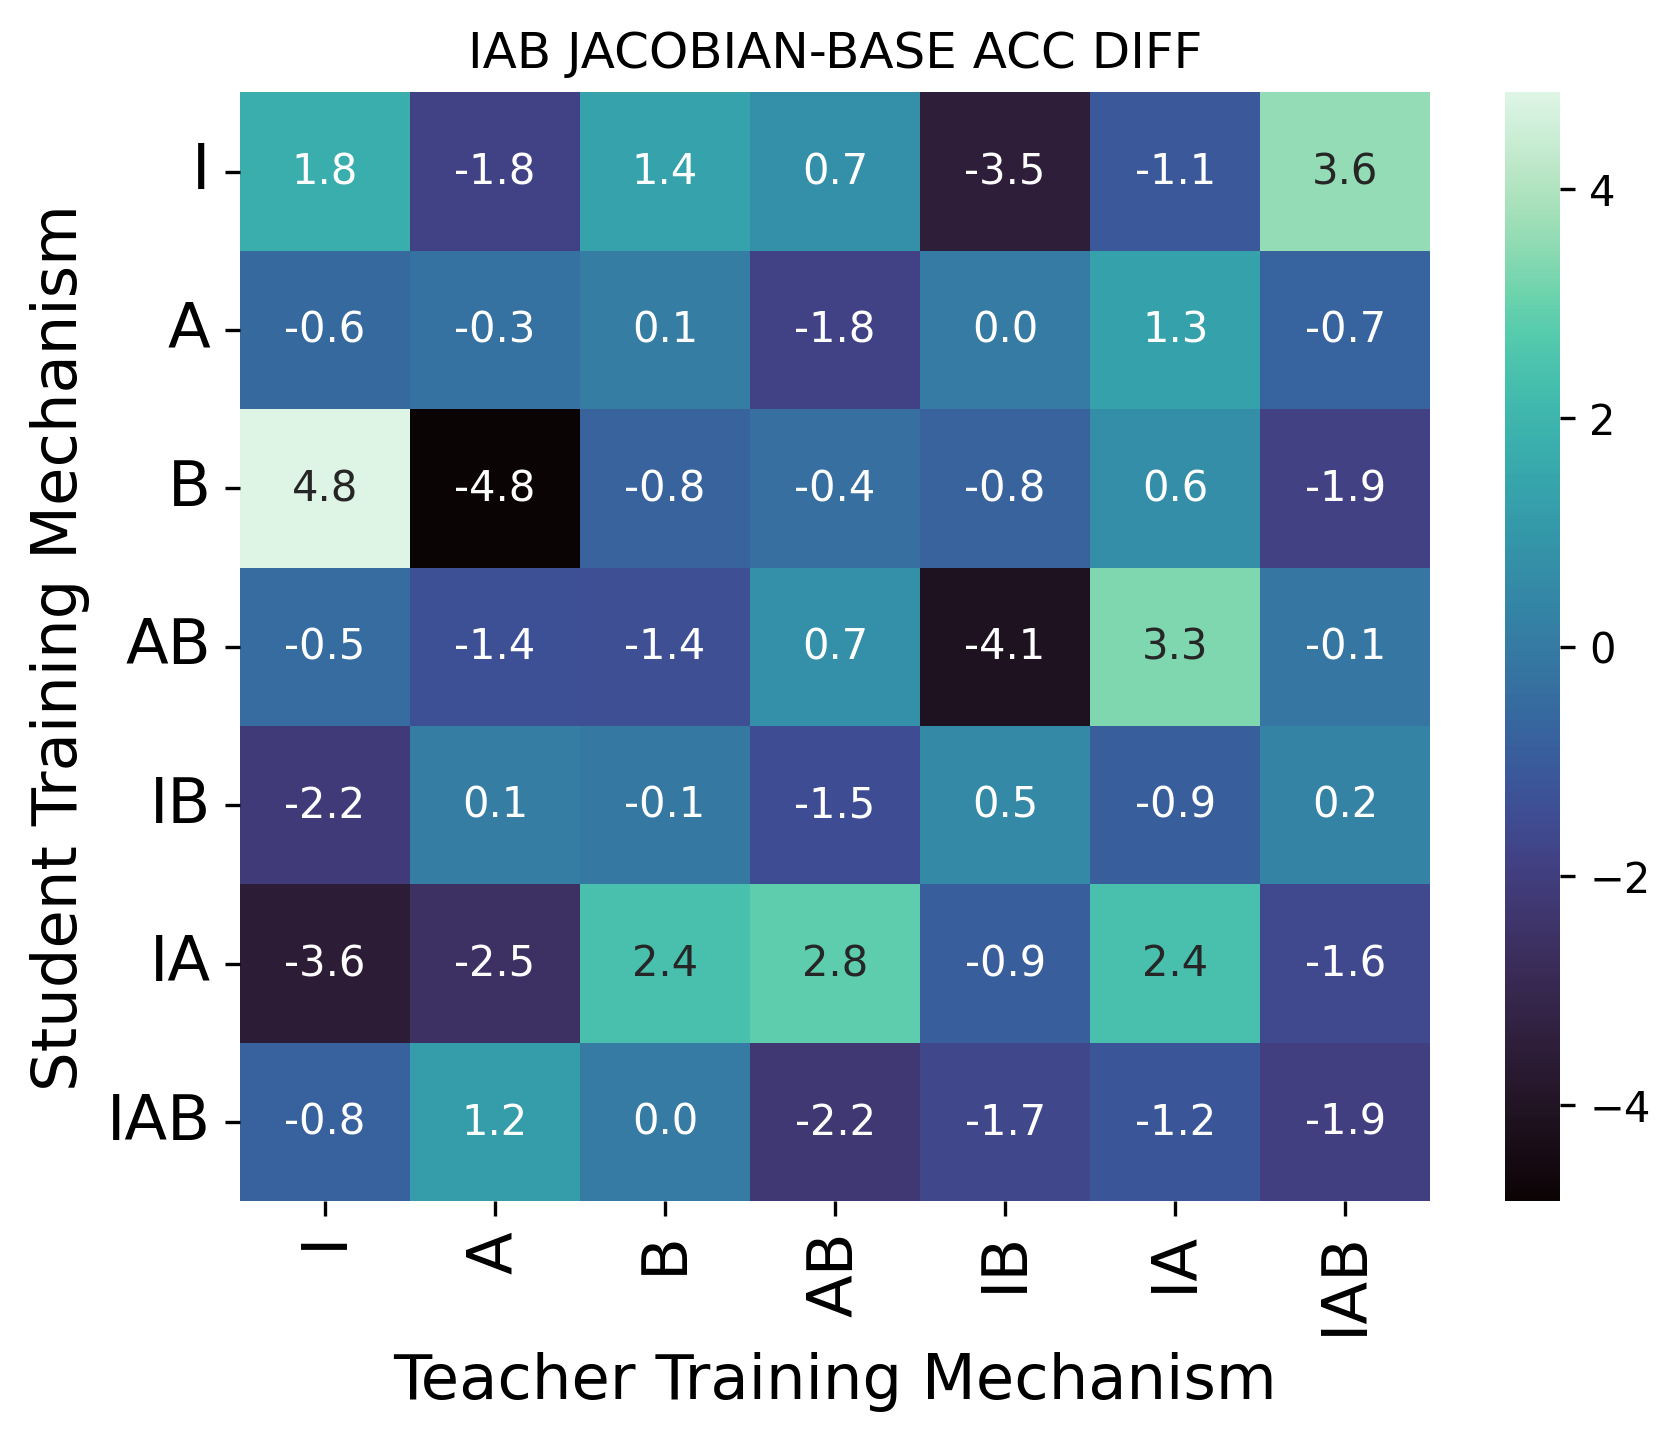 IAB JACOBIAN-BASE ACC DIFF
Student Training Mechanism
I 1.8 -1.8 1.4 0.7 -3.5 -1.1 3.6
A -0.6 -0.3 0.1 -1.8 0.0 1.3 -0.7
B 4.8 -4.8 -0.8 -0.4 -0.8 0.6 -1.9
AB -0.5 -1.4 -1.4 0.7 -4.1 3.3 -0.1
IB -2.2 0.1 -0.1 -1.5 0.5 -0.9 0.2
IA -3.6 -2.5 2.4 2.8 -0.9 2.4 -1.6
IAB -0.8 1.2 0.0 -2.2 -1.7 -1.2 -1.9
I A B AB IB IA IAB
Teacher Training Mechanism
4
2
0
−2
−4